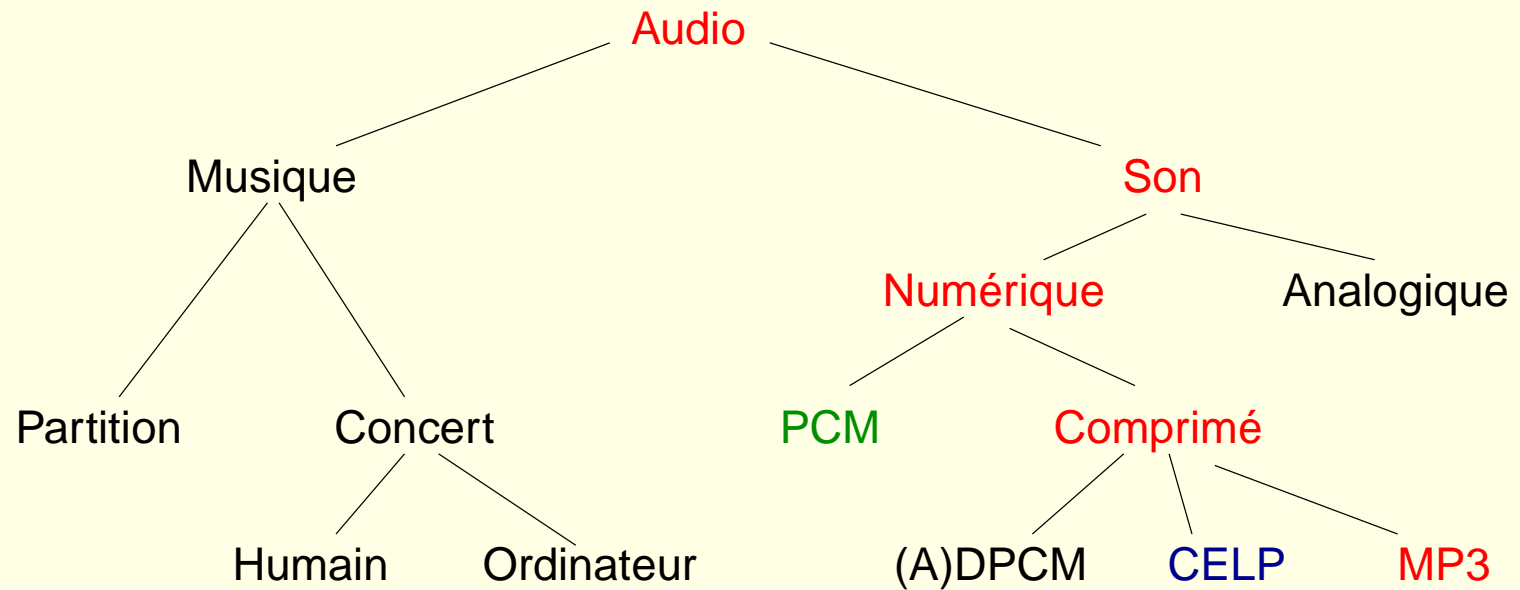 Audio
Musique Son
Numérique Analogique
Partition Concert PCM Comprimé
Humain Ordinateur (A)DPCM CELP MP3